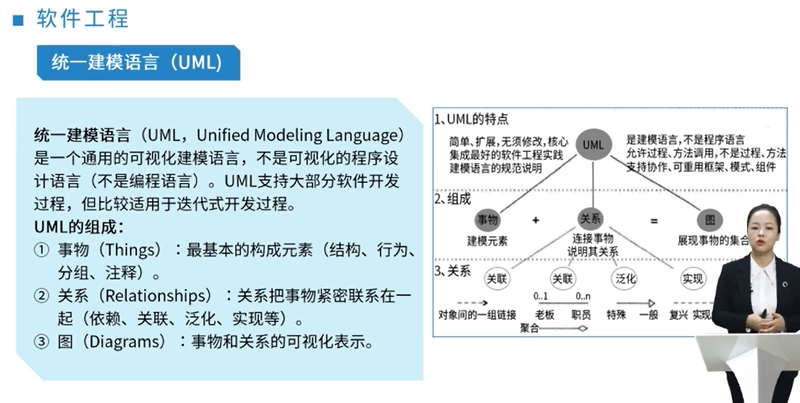 软件工程
统一建模语言（UML)
统一建模语言（UML，Unified Modeling Language）
是一个通用的可视化建模语言，不是可视化的程序设
计语言（不是编程语言）。UML支持大部分软件开发
过程，但比较适用于迭代式开发过程。
UML的组成：
① 事物（Things）：最基本的构成元素（结构、行为、
分组、注释）。
② 关系（Relationships）：关系把事物紧密联系在一
起（依赖、关联、泛化、实现等）。
③ 图（Diagrams）：事物和关系的可视化表示。
1、UML的特点
简单、扩展，无须修改，核心
集成最好的软件工程实践
建模语言的规范说明
UML
是建模语言，不是程序语言
允许过程、方法调用，不是过程、方法
支持协作、可重用框架、模式、组件
2、组成
事物 + 关系 = 图
建模元素
连接事物
说明其关系
展现事物的集合
3、关系
关联 关联 泛化 实现
0..1 0..n
对象间的一组链接 老板 职员 特殊 一般 复兴 实现
聚合